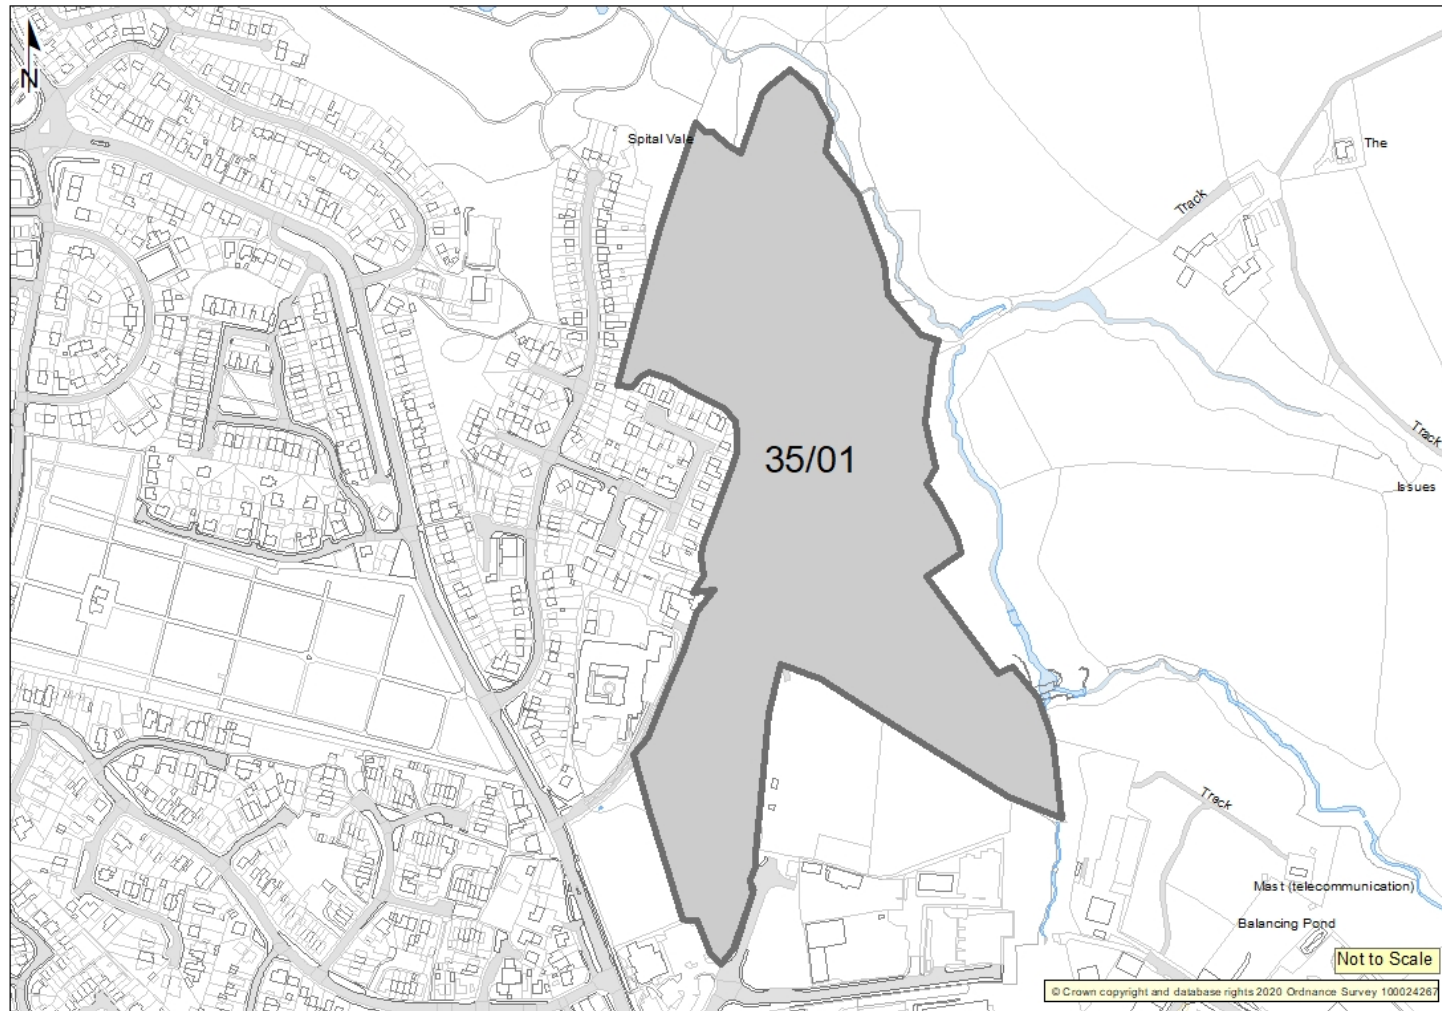 N
Spital Vale
The
Track
35/01
Track
Issues
Track
Mast (telecommunication)
Balancing Pond
Not to Scale
© Crown copyright and database rights 2020 Ordnance Survey 100024267